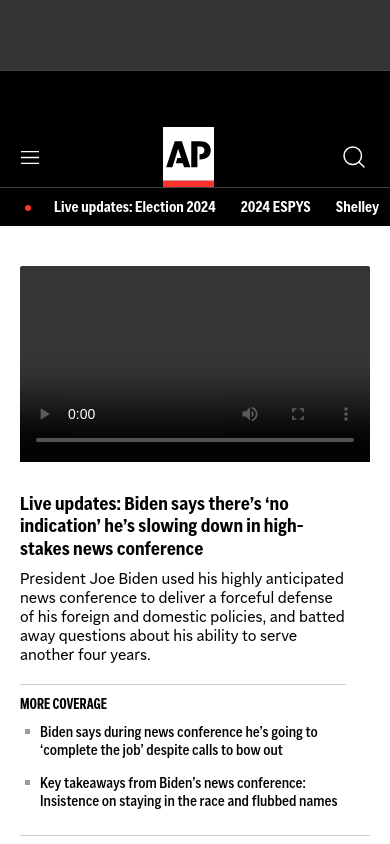 AP
Live updates: Election 2024 2024 ESPYS Shelley
0:00
Live updates: Biden says there’s ‘no
indication’ he’s slowing down in high-
stakes news conference
President Joe Biden used his highly anticipated
news conference to deliver a forceful defense
of his foreign and domestic policies, and batted
away questions about his ability to serve
another four years.
MORE COVERAGE
Biden says during news conference he’s going to
‘complete the job’ despite calls to bow out
Key takeaways from Biden’s news conference:
Insistence on staying in the race and flubbed names